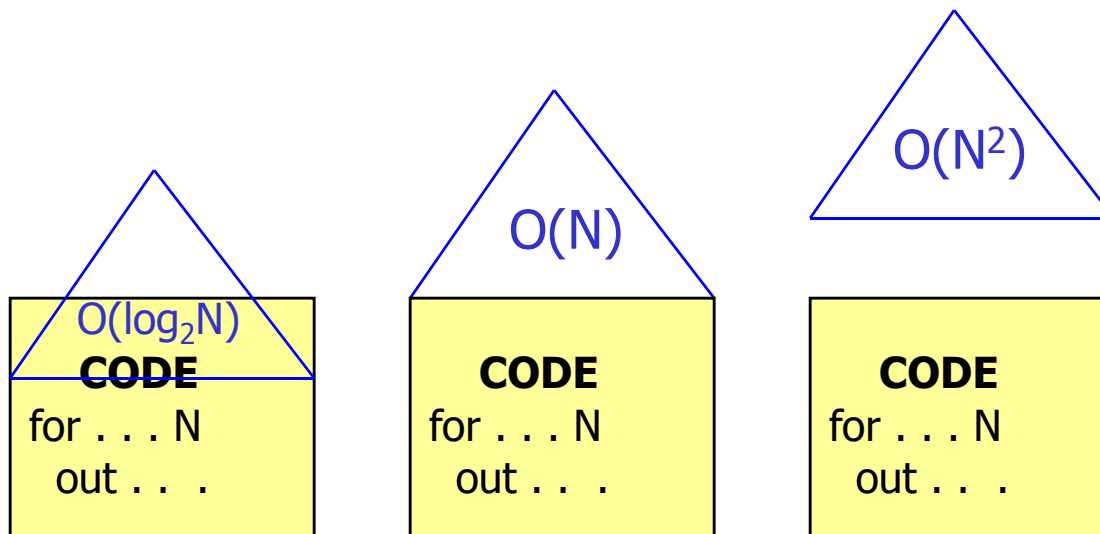 O(log₂N)
CODE
for . . . N
out . . .
O(N)
CODE
for . . . N
out . . .
O(N²)
CODE
for . . . N
out . . .